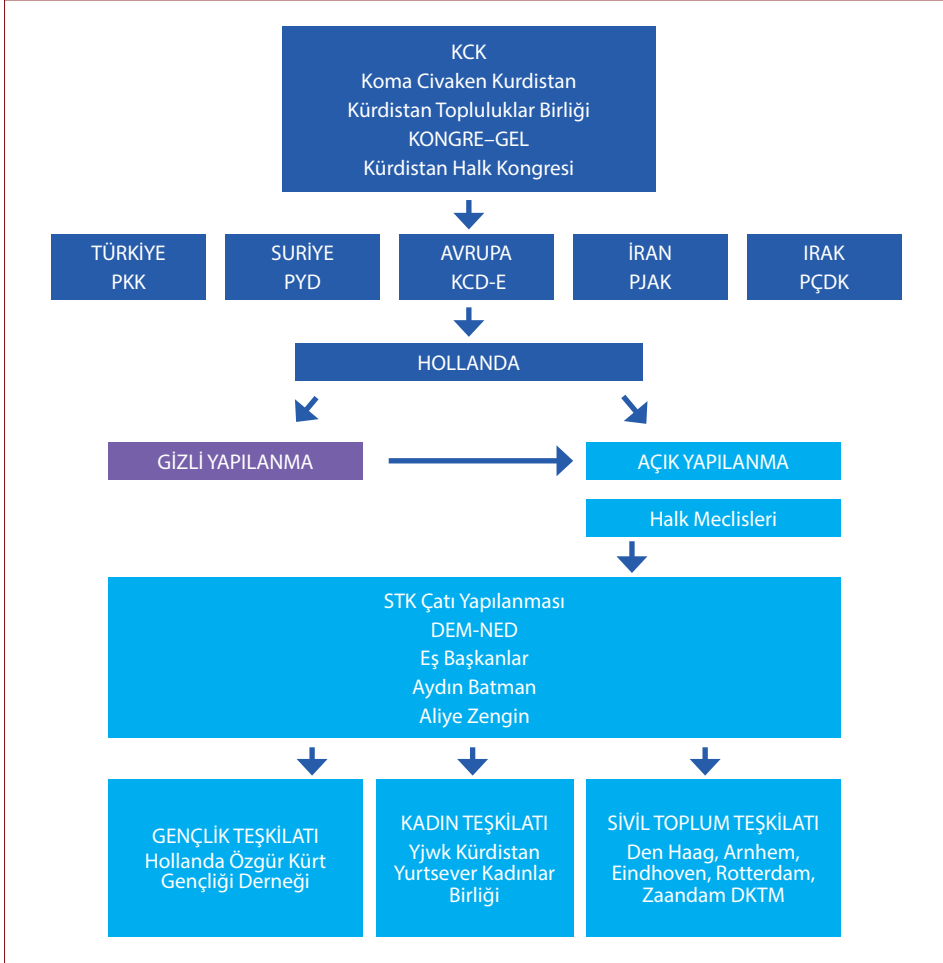 KCK
Koma Civaken Kurdistan
Kürdistan Topluluklar Birliği
KONGRE–GEL
Kürdistan Halk Kongresi
TÜRKİYE
PKK
SURİYE
PYD
AVRUPA
KCD-E
İRAN
PJAK
IRAK
PÇDK
HOLLANDA
GİZLİ YAPILANMA
AÇIK YAPILANMA
Halk Meclisleri
STK Çatı Yapılanması
DEM-NED
Eş Başkanlar
Aydın Batman
Aliye Zengin
GENÇLİK TEŞKİLATI
Hollanda Özgür Kürt
Gençliği Derneği
KADIN TEŞKİLATI
Yjwk Kürdistan
Yurtsever Kadınlar
Birliği
SİVİL TOPLUM TEŞKİLATI
Den Haag, Arnhem,
Eindhoven, Rotterdam,
Zaandam DKTM